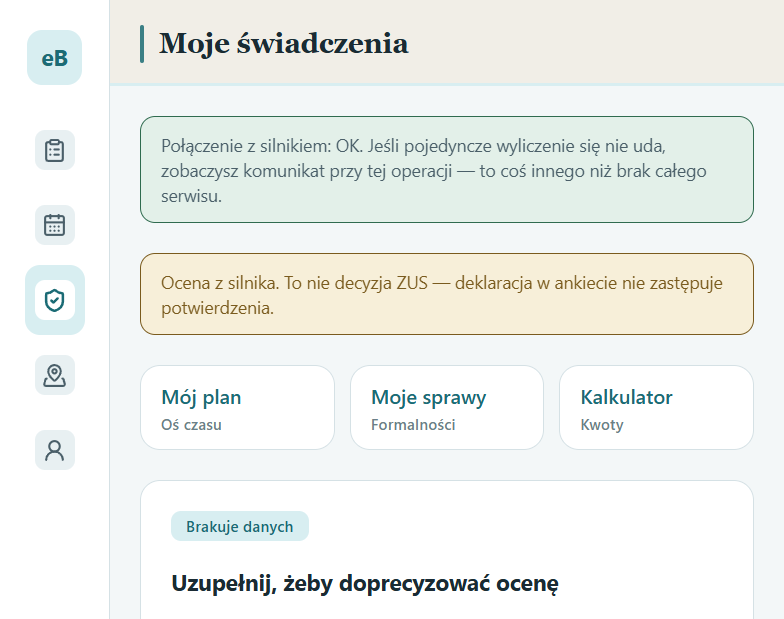 eB
Moje świadczenia
Połączenie z silnikiem: OK. Jeśli pojedyncze wyliczenie się nie uda,
zobaczysz komunikat przy tej operacji — to coś innego niż brak całego
serwisu.
Ocena z silnika. To nie decyzja ZUS — deklaracja w ankiecie nie zastępuje
potwierdzenia.
Mój plan
Oś czasu
Moje sprawy
Formalności
Kalkulator
Kwoty
Brakuje danych
Uzupełnij, żeby doprecyzować ocenę